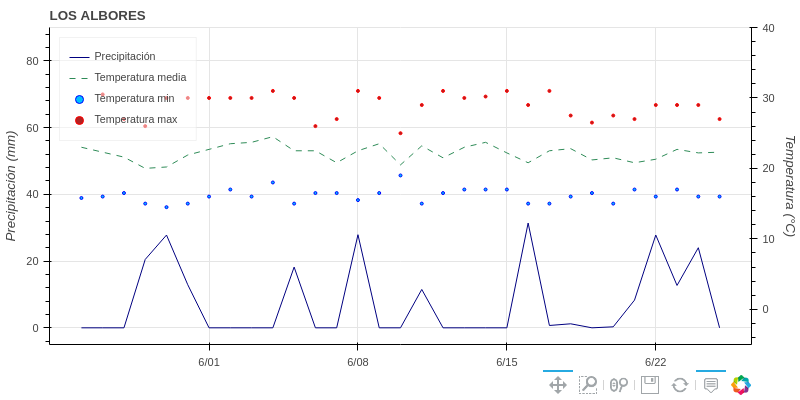 LOS ALBORES
Precipitación
Temperatura media
Temperatura min
Temperatura max
Precipitación (mm)
80
60
40
20
0
Temperatura (°C)
40
30
20
10
0
6/01
6/08
6/15
6/22